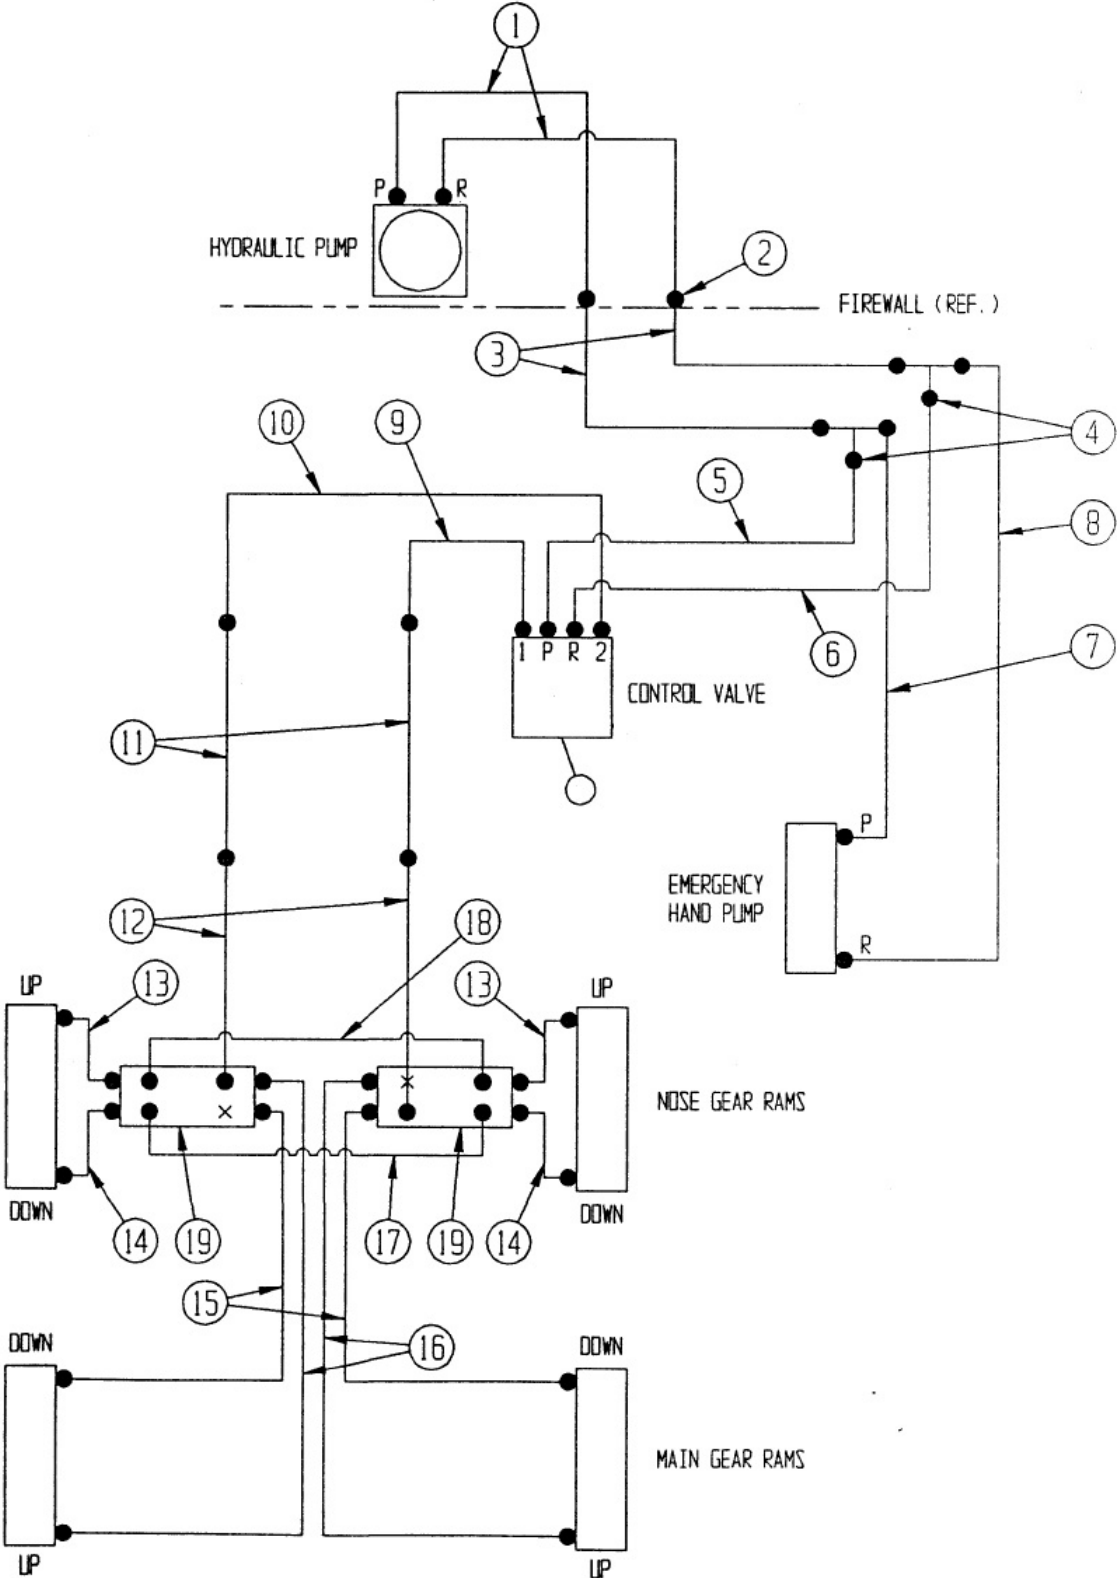 1
P
R
HYDRAULIC PUMP
2
FIREWALL (REF.)
3
10
9
4
5
8
1 P R 2
6
7
CONTROL VALVE
11
P
EMERGENCY
HAND PUMP
12
18
R
UP
13
13
UP
NOSE GEAR RAMS
DOWN
14
19
17
19
14
DOWN
15
16
DOWN
DOWN
MAIN GEAR RAMS
UP
UP